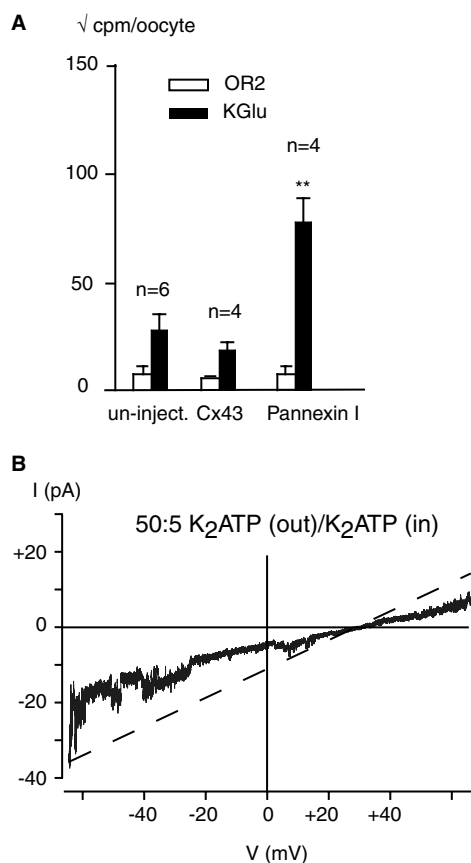 A
√ cpm/oocyte
150
OR2
KGlu
n=4
100
**
50
n=6
n=4
0
un-inject. Cx43 Pannexin I
B
I (pA)
50:5 K2ATP (out)/K2ATP (in)
+20
0
-20
-40
-40 -20 0 +20 +40
V (mV)